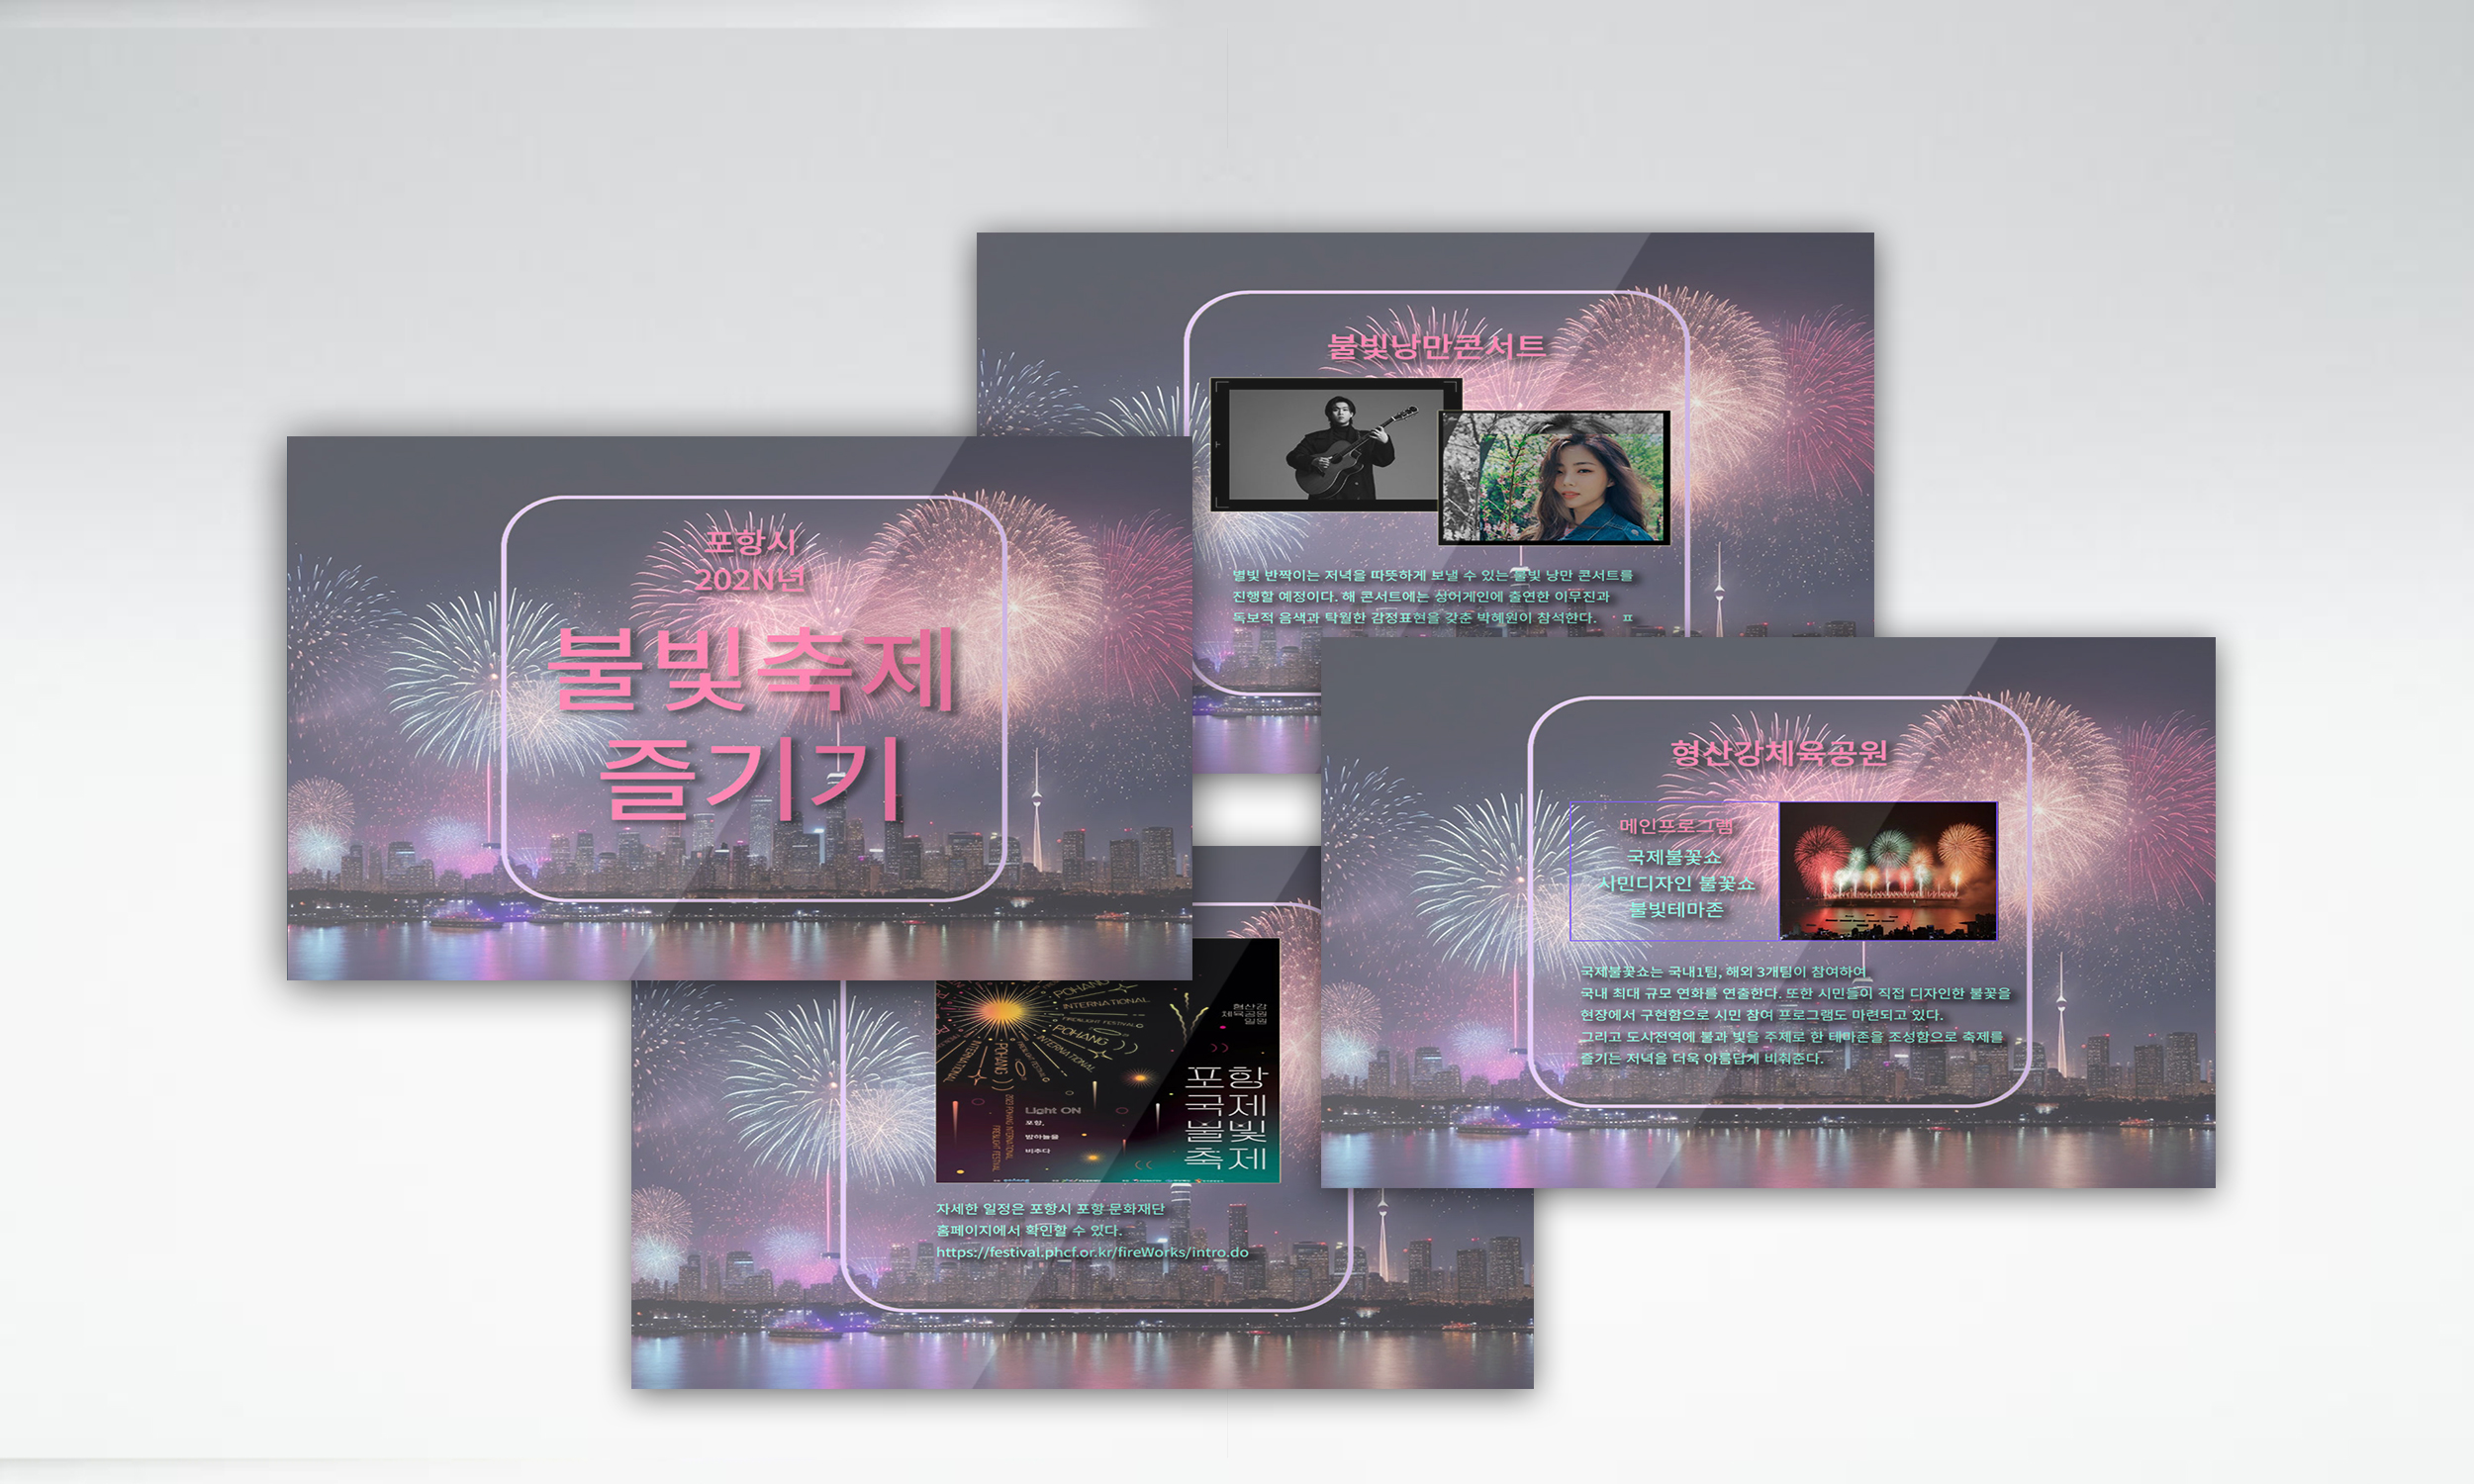 포항시
202N년
불빛축제
즐기기
불빛낭만콘서트
별빛 반짝이는 저녁을 따뜻하게 보낼 수 있는 불빛 낭만 콘서트를
진행할 예정이다. 해 콘서트에는 싱어게인에 출연한 이무진과
독보적 음색과 탁월한 감정표현을 갖춘 박혜원이 참석한다. ㅍ
형산강체육공원
메인프로그램
국제불꽃쇼
시민디자인 불꽃쇼
불빛테마존
국제불꽃쇼는 국내1팀, 해외 3개팀이 참여하여
국내 최대 규모 연화를 연출한다. 또한 시민들이 직접 디자인한 불꽃을
현장에서 구현함으로 시민 참여 프로그램도 마련되고 있다.
그리고 도시전역에 불과 빛을 주제로 한 테마존을 조성함으로 축제를
즐기는 저녁을 더욱 아름답게 비춰준다.
POHANG
INTERNATIONAL
FIRE&LIGHT FESTIVAL
POHANG
INTERNATIONAL
POHANG
INTERNATIONAL
형산강
체육공원
일원
포항
국제
불빛
축제
Light ON
포항,
밤하늘을
비추다
자세한 일정은 포항시 포항 문화재단
홈페이지에서 확인할 수 있다.
https://festival.phcf.or.kr/fireWorks/intro.do